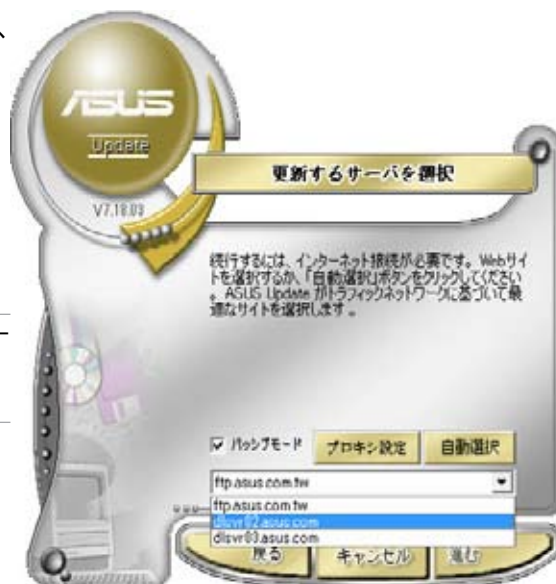 ASUS
Update
V7.18.03
更新するサーバを選択
続行するには、インターネット接続が必要です。Webサイ
トを選択するか、「自動選択」ボタンをクリックしてください
。ASUS Update がトラフィックネットワークに基づいて最
適なサイトを選択します 。
パッシブモード
プロキシ設定
自動選択
ftp.asus.com.tw
ftp.asus.com.tw
dlsvr02.asus.com
dlsvr03.asus.com
戻る
キャンセル
進む